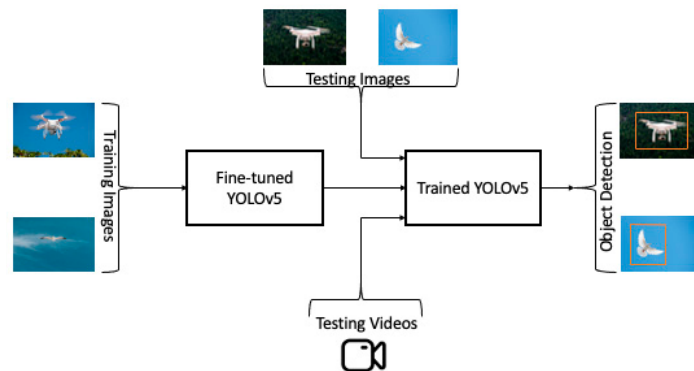 Testing Images
Training Images
Fine-tuned
YOLOv5
Trained YOLOv5
Object Detection
Testing Videos